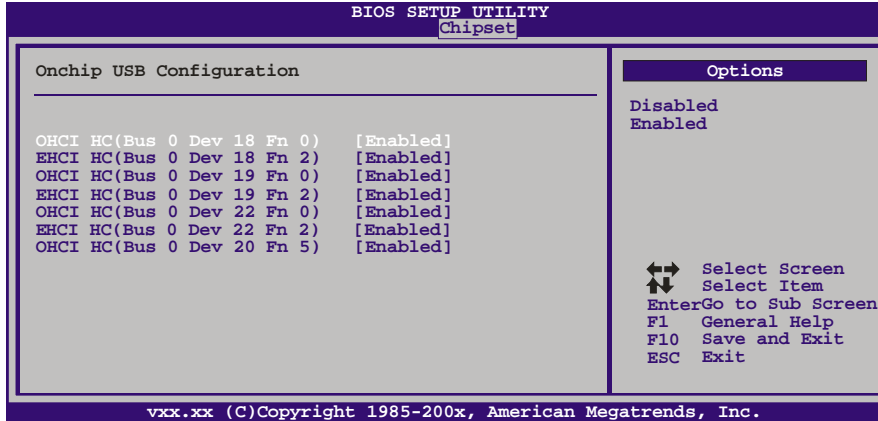 BIOS SETUP UTILITY
Chipset
Onchip USB Configuration
OHCI HC(Bus 0 Dev 18 Fn 0) [Enabled]
EHCI HC(Bus 0 Dev 18 Fn 2) [Enabled]
OHCI HC(Bus 0 Dev 19 Fn 0) [Enabled]
EHCI HC(Bus 0 Dev 19 Fn 2) [Enabled]
OHCI HC(Bus 0 Dev 22 Fn 0) [Enabled]
EHCI HC(Bus 0 Dev 22 Fn 2) [Enabled]
OHCI HC(Bus 0 Dev 20 Fn 5) [Enabled]
Options
Disabled
Enabled
Select Screen
Select Item
EnterGo to Sub Screen
F1 General Help
F10 Save and Exit
ESC Exit
vxx.xx (C)Copyright 1985-200x, American Megatrends, Inc.